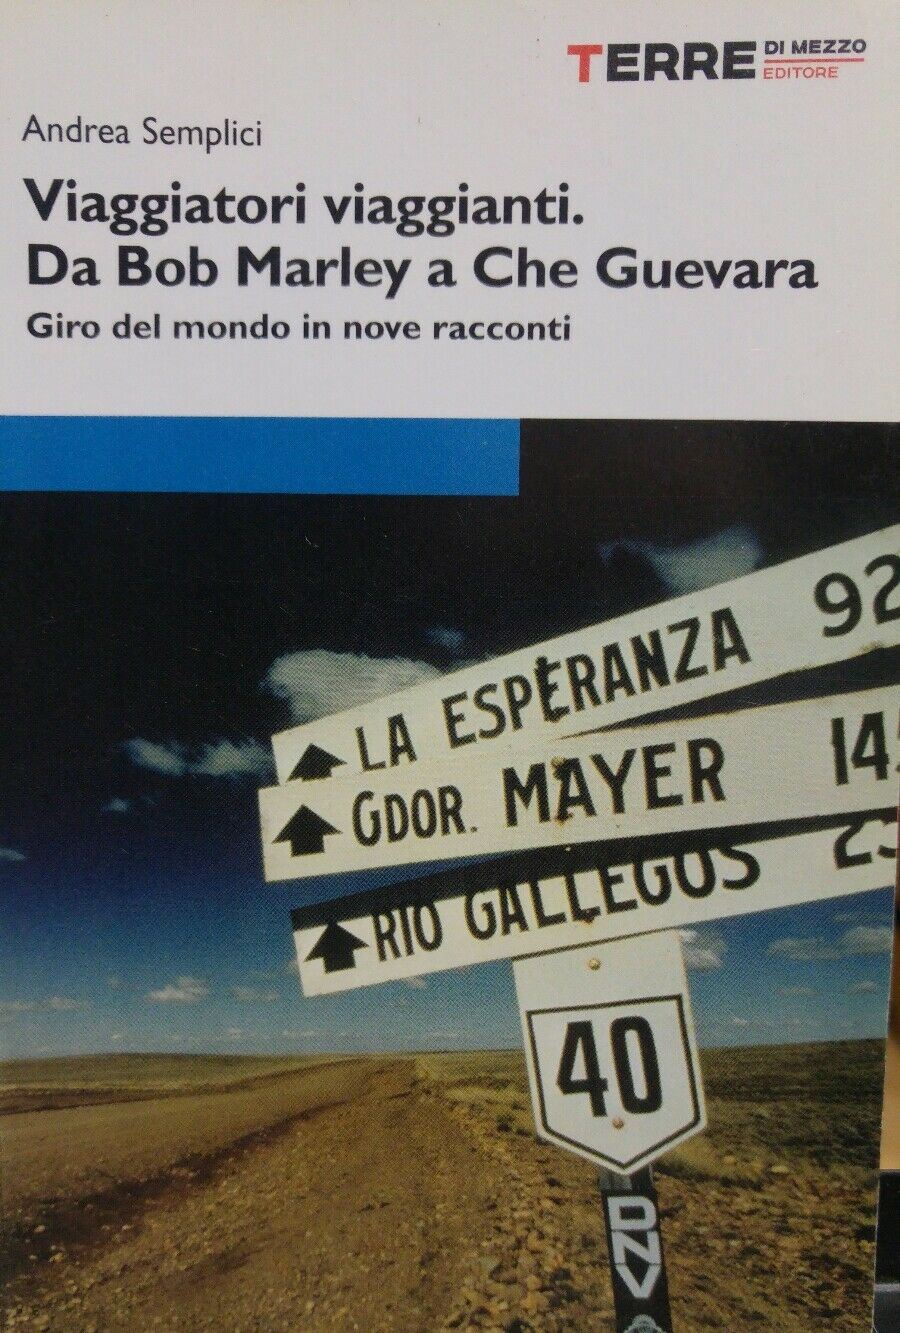 TERRE DI MEZZO
EDITORE
Andrea Semplici
Viaggiatori viaggianti.
Da Bob Marley a Che Guevara
Giro del mondo in nove racconti
LA ESPERANZA 92
GDOR. MAYER 145
RIO GALLEGOS
40
DNV